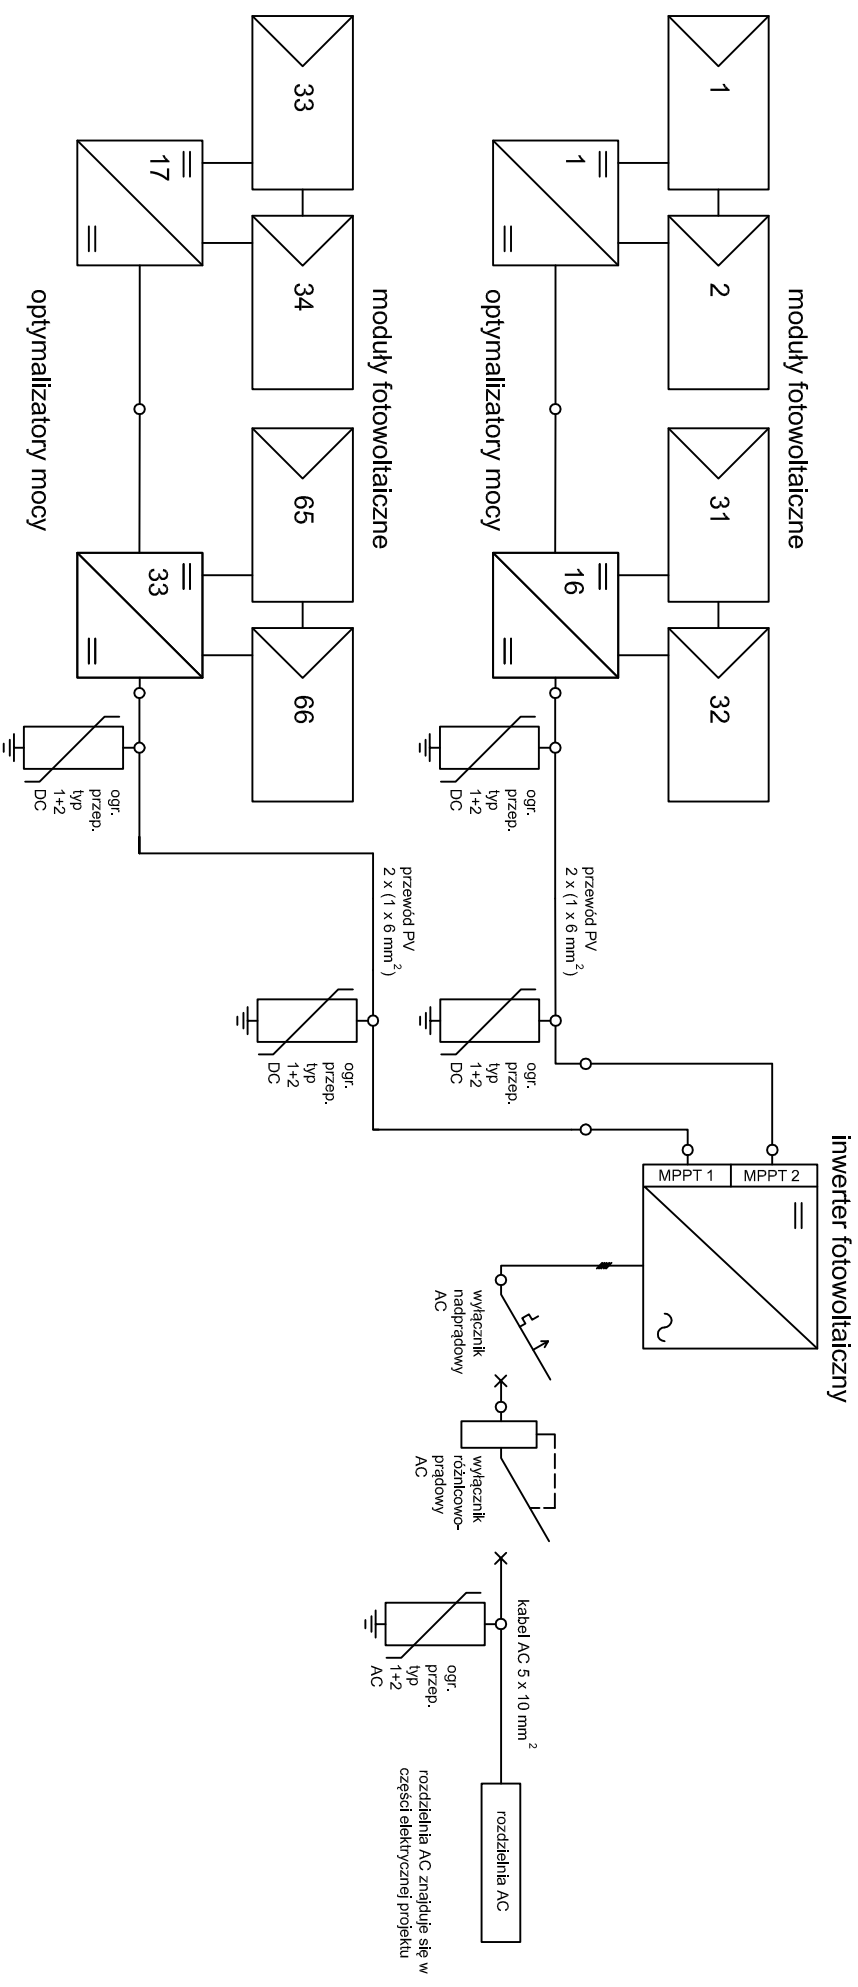 inwerter fotowoltaiczny
moduły fotowoltaiczne
1
2
31
32
1
16
optymalizatory mocy
ogr.
przep.
typ
1+2
DC
przewód PV
2 x (1 x 6 mm²)
ogr.
przep.
typ
1+2
DC
MPPT 2
MPPT 1
moduły fotowoltaiczne
33
34
65
66
17
33
optymalizatory mocy
ogr.
przep.
typ
1+2
DC
przewód PV
2 x (1 x 6 mm²)
ogr.
przep.
typ
1+2
DC
wyłącznik
nadprądowy
AC
wyłącznik
różnicowo-
prądowy
AC
kabel AC 5 x 10 mm²
ogr.
przep.
typ
1+2
AC
rozdzielnia AC
rozdzielnia AC znajduje się w
części elektrycznej projektu